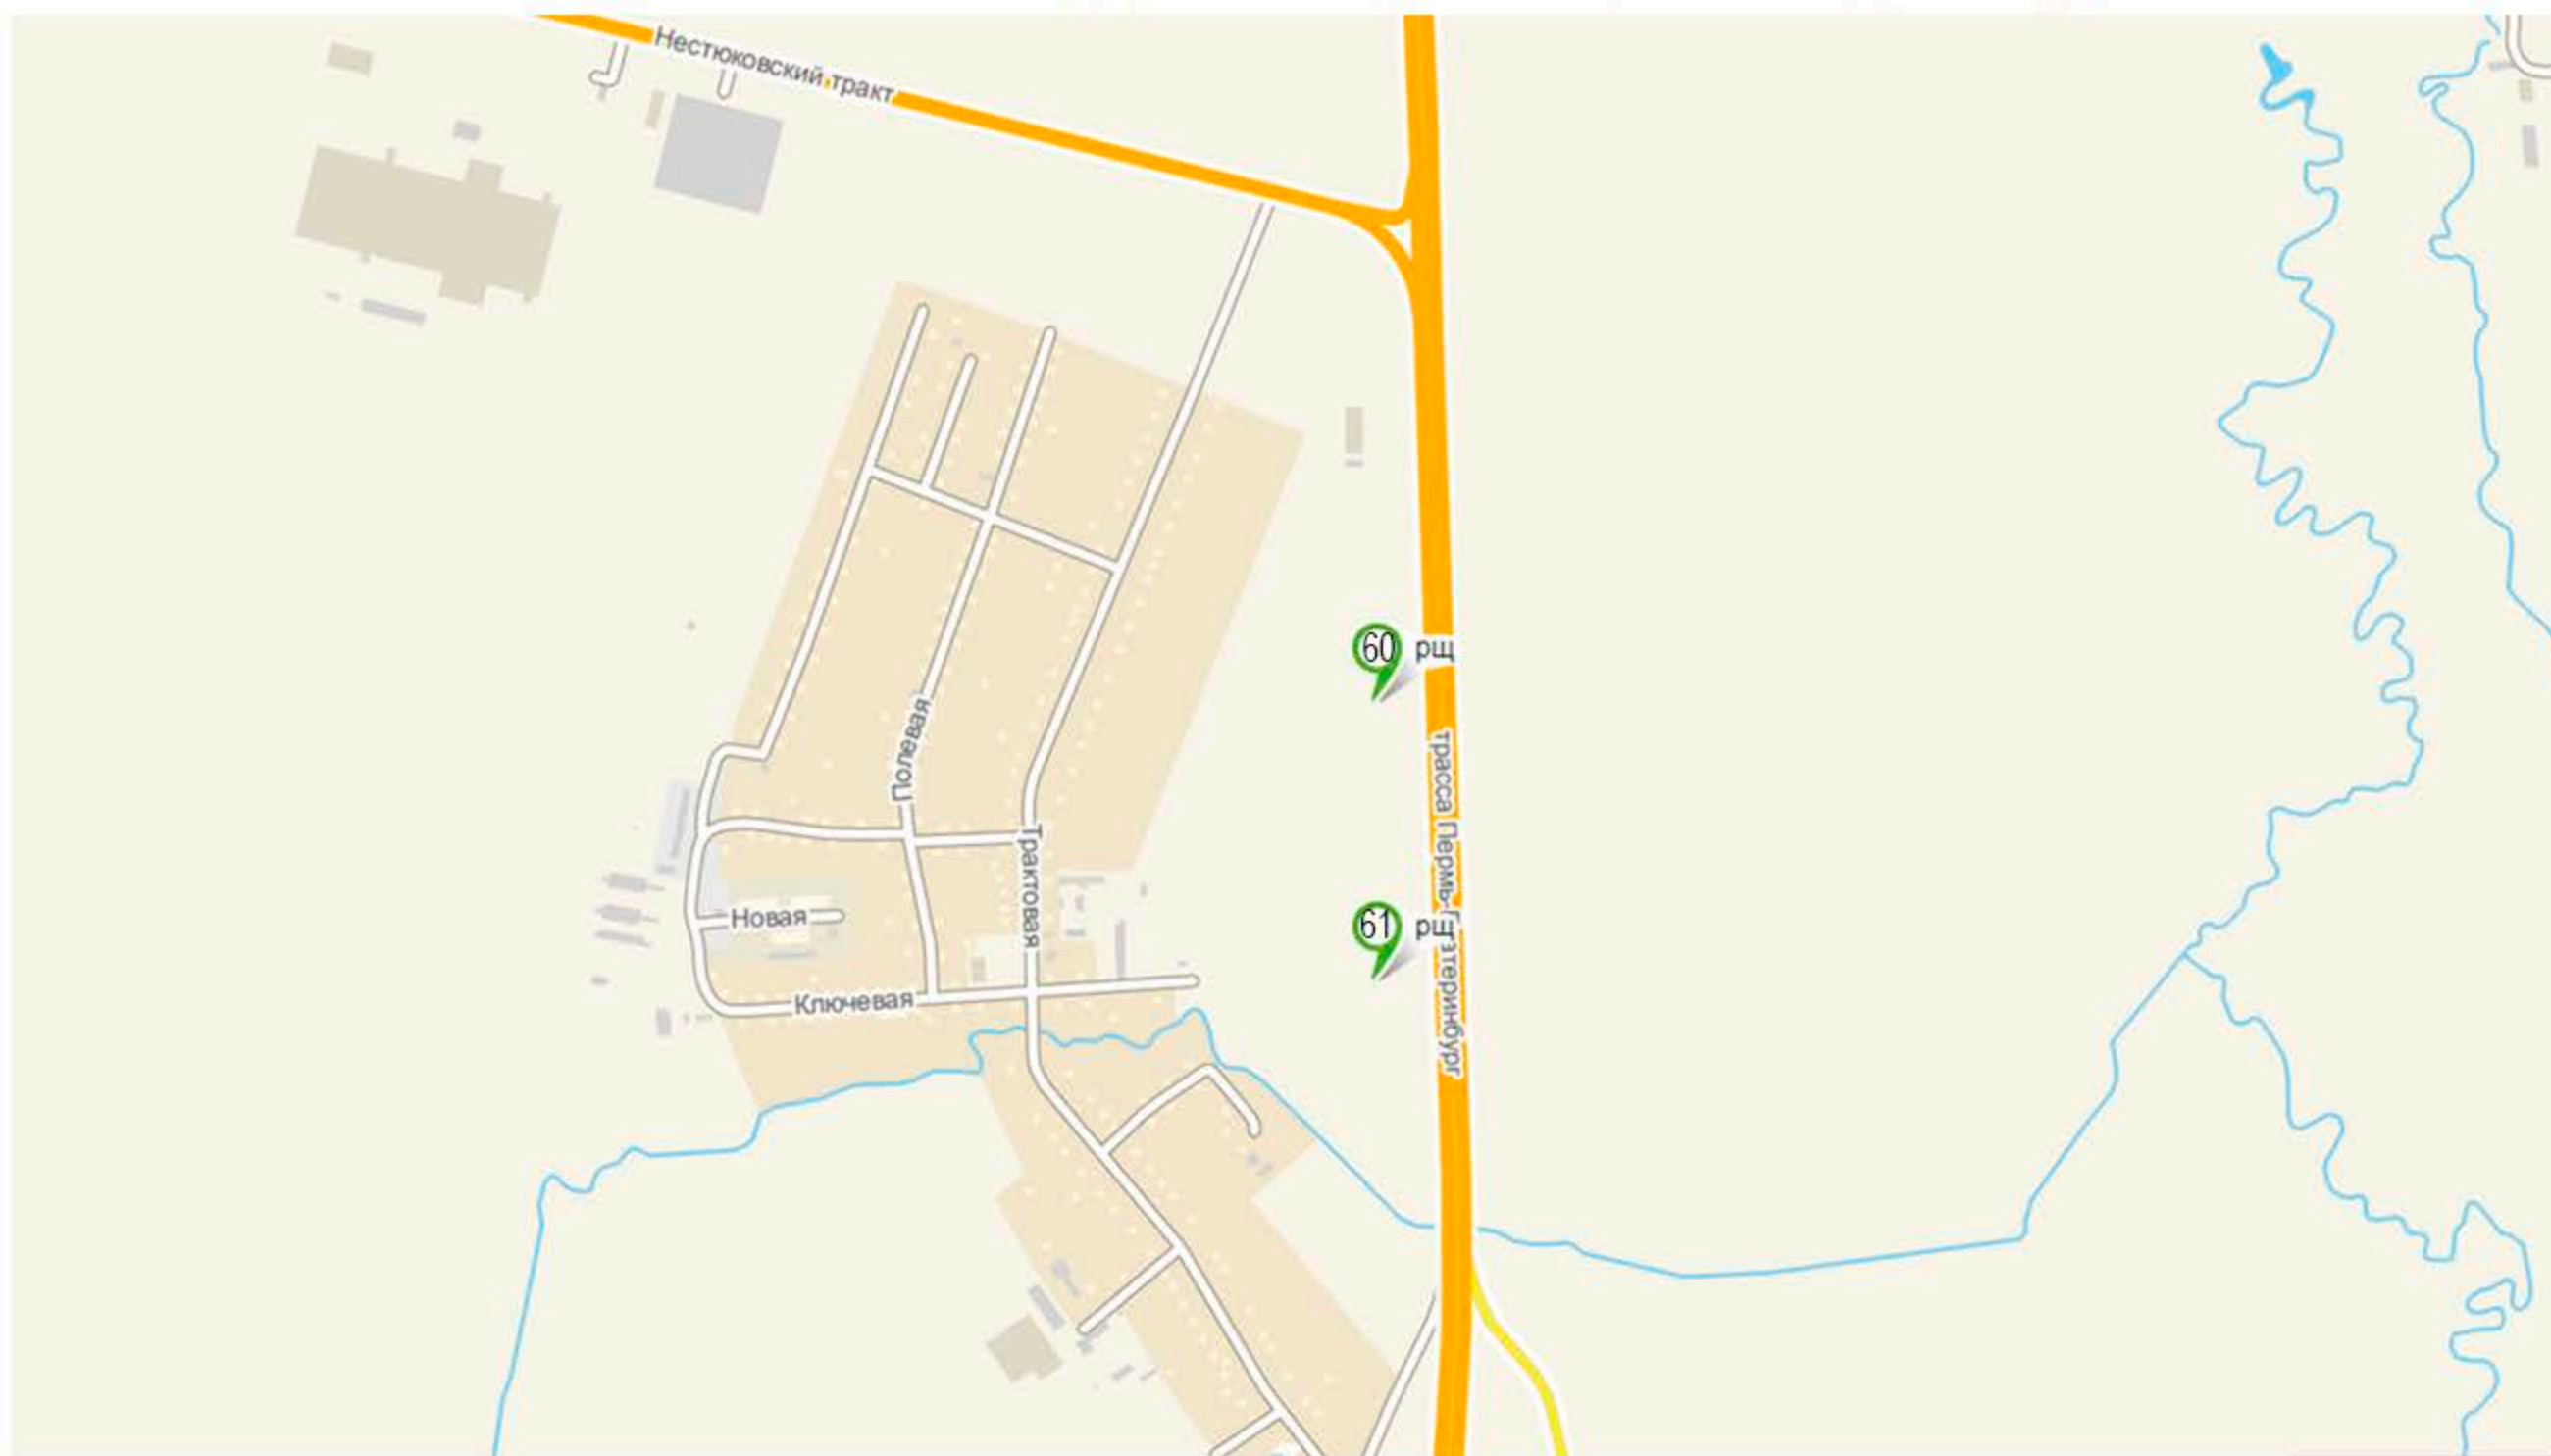 Нестюковский тракт
60 рщ
Полевая
трасса Пермь-Екатеринбург
Трактовая
Новая
61 рщ
Ключевая